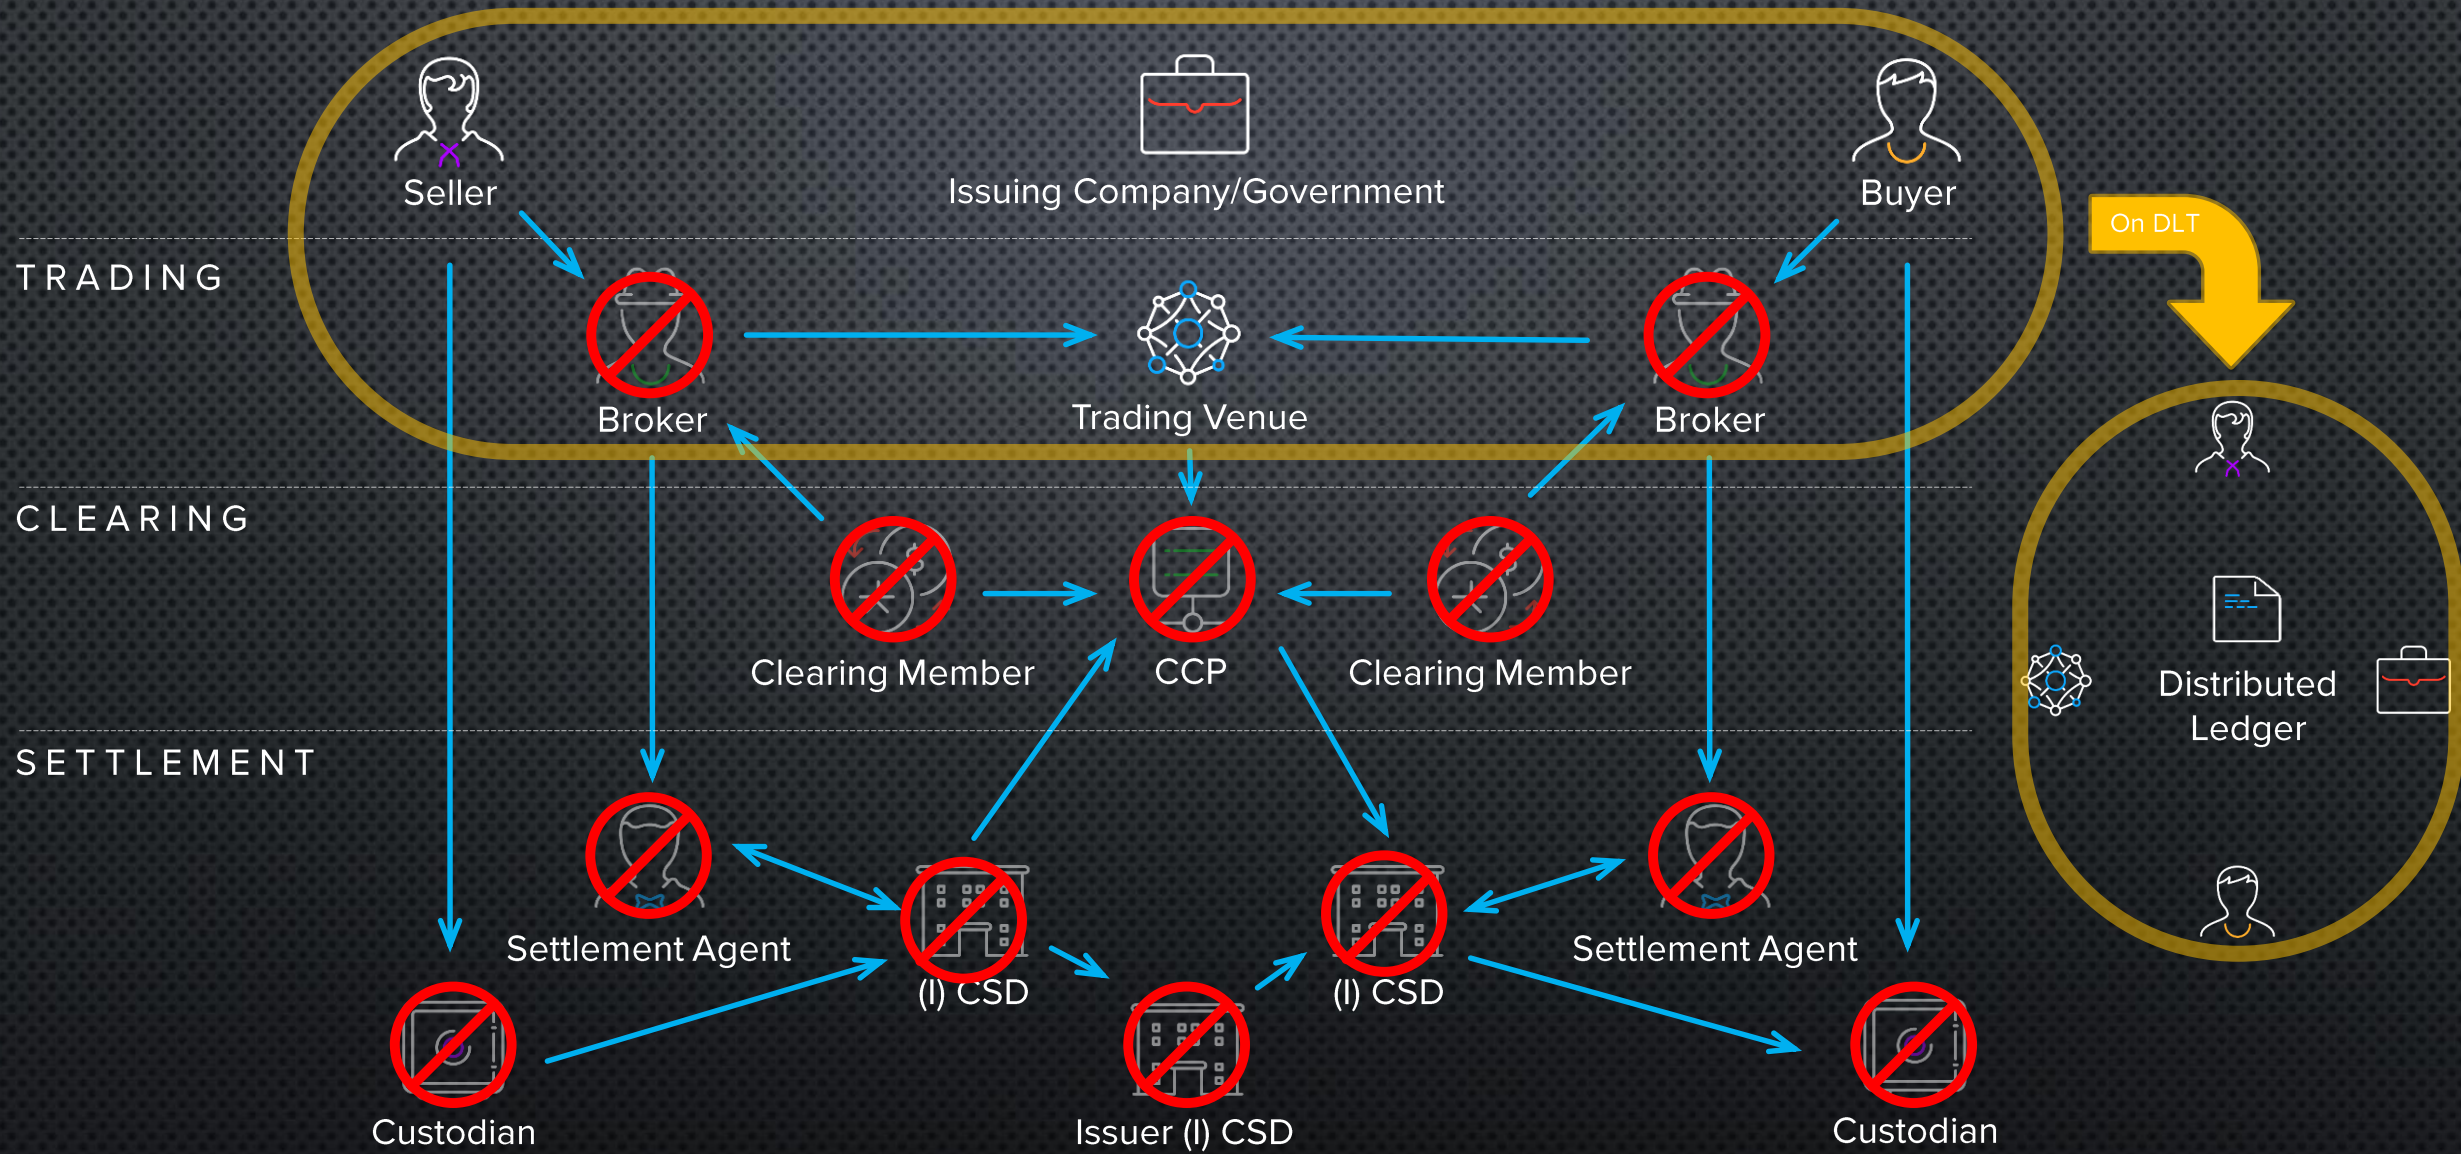 Seller
Issuing Company/Government
Buyer
On DLT
TRADING
Broker
Trading Venue
Broker
CLEARING
Clearing Member
CCP
Clearing Member
Distributed
Ledger
SETTLEMENT
Settlement Agent
Settlement Agent
(I) CSD
(I) CSD
Custodian
Issuer (I) CSD
Custodian